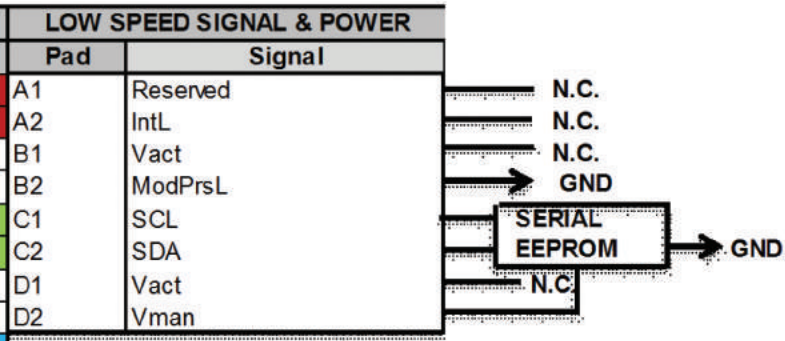 LOW SPEED SIGNAL & POWER
Pad Signal
A1 Reserved N.C.
A2 IntL N.C.
B1 Vact N.C.
B2 ModPrsL GND
C1 SCL SERIAL
C2 SDA EEPROM GND
D1 Vact N.C.
D2 Vman